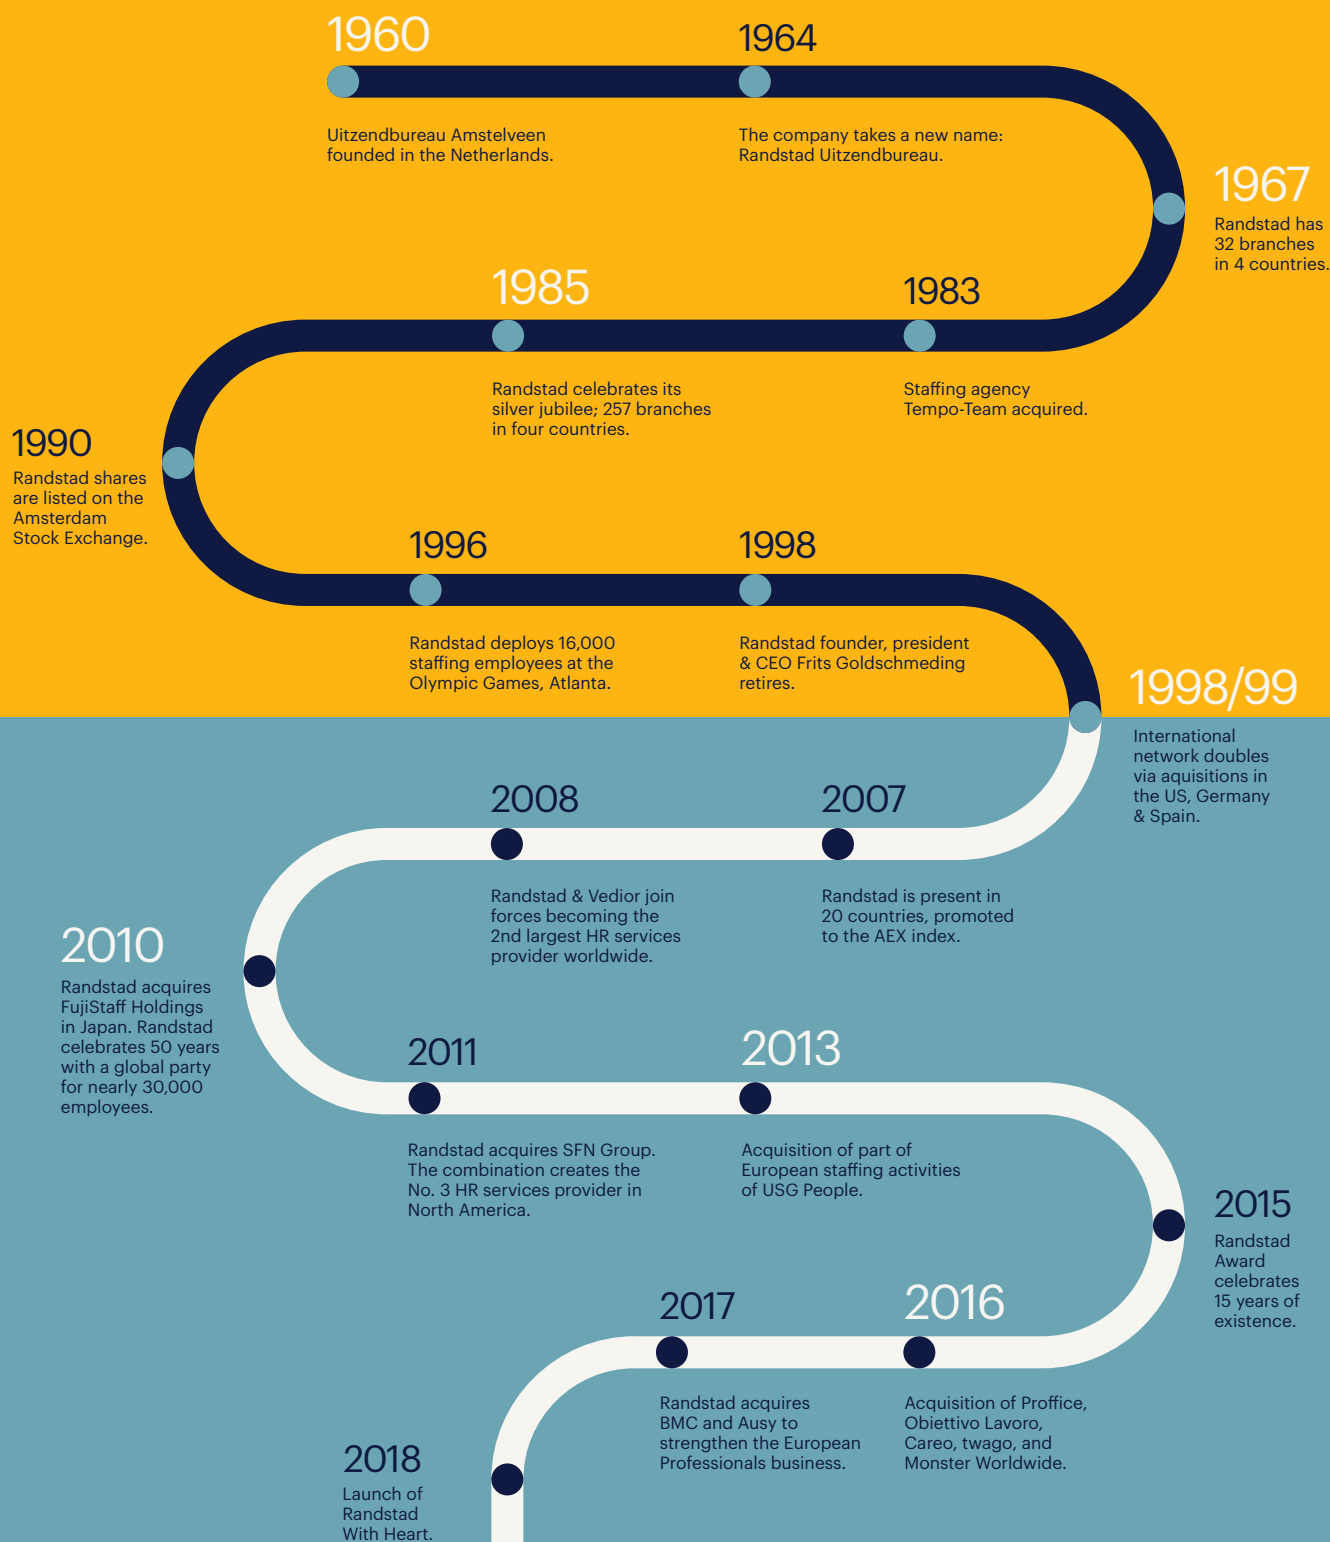 1960
Uitzendbureau Amstelveen
founded in the Netherlands.
1964
The company takes a new name:
Randstad Uitzendbureau.
1967
Randstad has
32 branches
in 4 countries.
1983
Staffing agency
Tempo-Team acquired.
1985
Randstad celebrates its
silver jubilee; 257 branches
in four countries.
1990
Randstad shares
are listed on the
Amsterdam
Stock Exchange.
1996
Randstad deploys 16,000
staffing employees at the
Olympic Games, Atlanta.
1998
Randstad founder, president
& CEO Frits Goldschmeding
retires.
1998/99
International
network doubles
via aquisitions in
the US, Germany
& Spain.
2007
Randstad is present in
20 countries, promoted
to the AEX index.
2008
Randstad & Vedior join
forces becoming the
2nd largest HR services
provider worldwide.
2010
Randstad acquires
FujiStaff Holdings
in Japan. Randstad
celebrates 50 years
with a global party
for nearly 30,000
employees.
2011
Randstad acquires SFN Group.
The combination creates the
No. 3 HR services provider in
North America.
2013
Acquisition of part of
European staffing activities
of USG People.
2015
Randstad
Award
celebrates
15 years of
existence.
2016
Acquisition of Proffice,
Obiettivo Lavoro,
Careo, twago, and
Monster Worldwide.
2017
Randstad acquires
BMC and Ausy to
strengthen the European
Professionals business.
2018
Launch of
Randstad
With Heart.